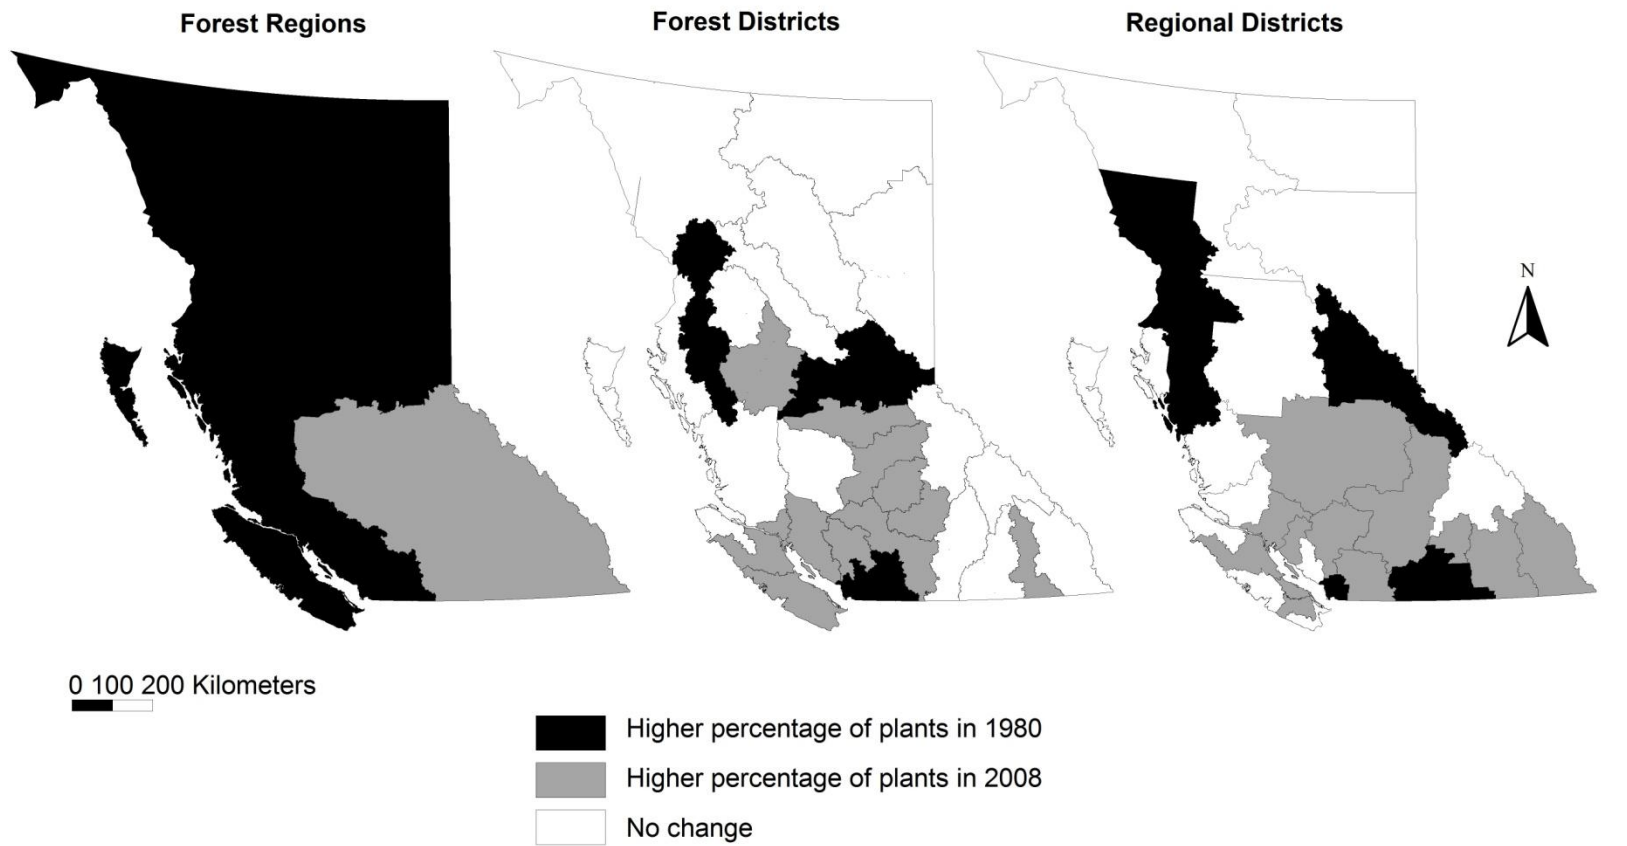 Forest Regions
Forest Districts
Regional Districts
N
0 100 200 Kilometers
Higher percentage of plants in 1980
Higher percentage of plants in 2008
No change